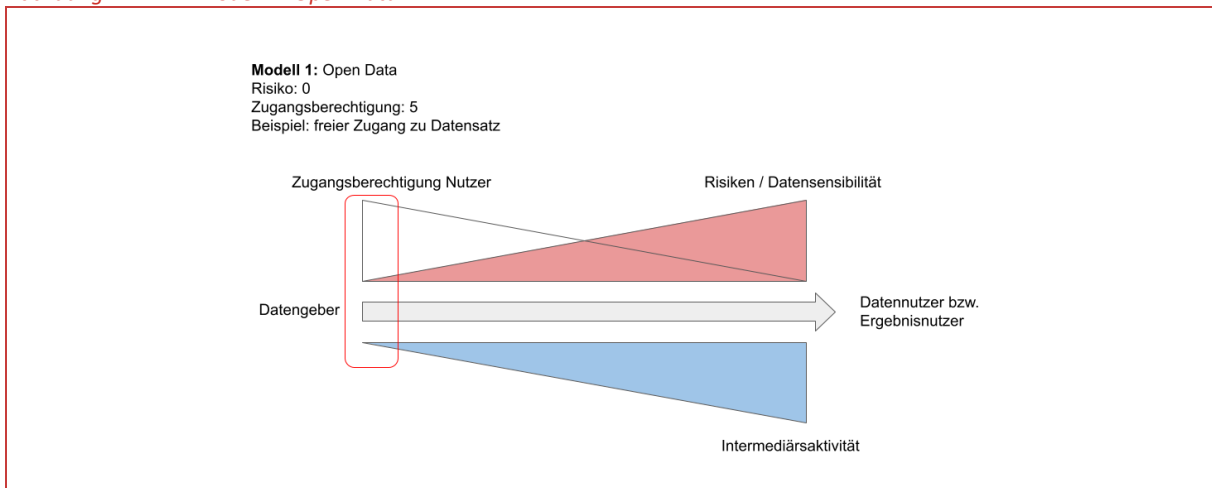 Modell 1: Open Data
Risiko: 0
Zugangsberechtigung: 5
Beispiel: freier Zugang zu Datensatz
Zugangsberechtigung Nutzer
Risiken / Datensensibilität
Datengeber
Datennutzer bzw.
Ergebnisnutzer
Intermediärsaktivität